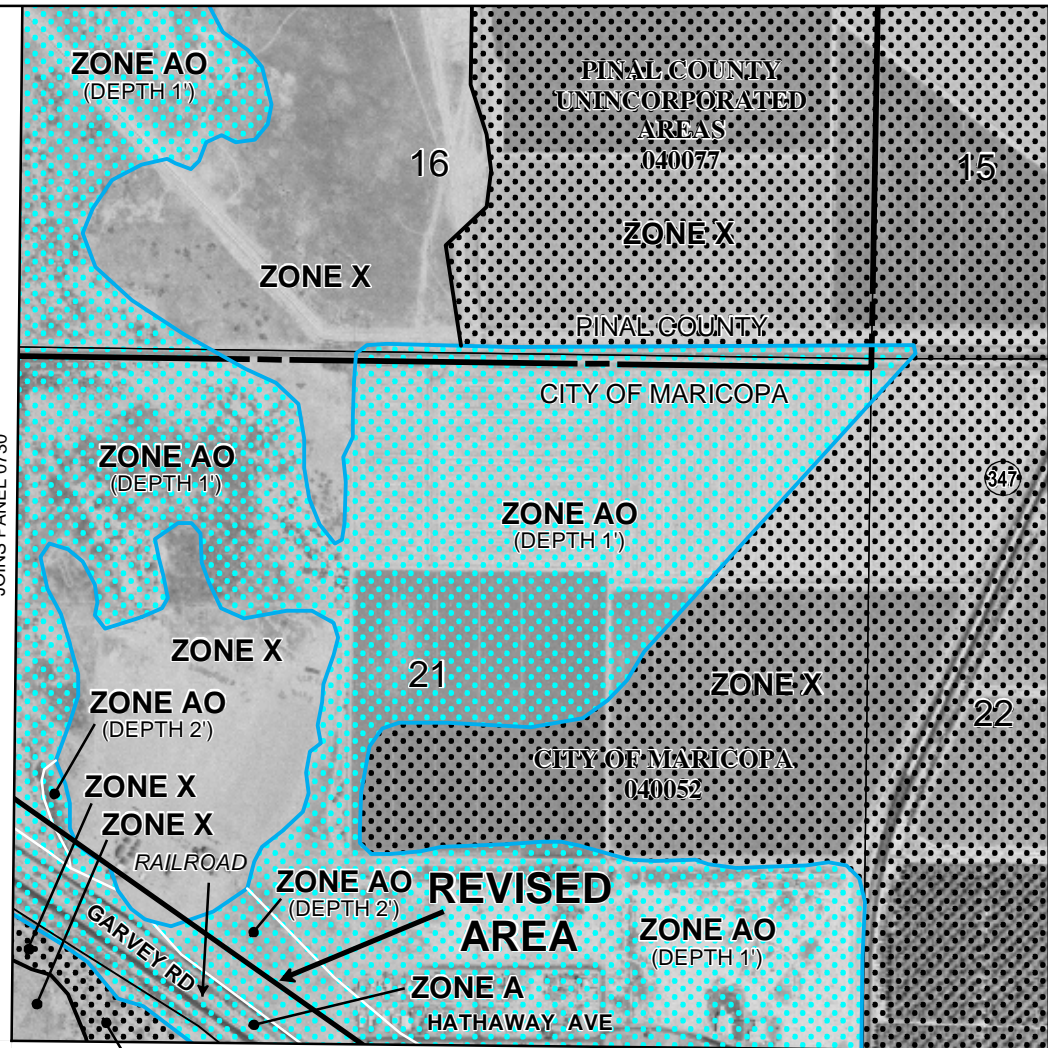 ZONE AO
(DEPTH 1')
PINAL COUNTY
UNINCORPORATED
AREAS
040077
16
15
ZONE X
ZONE X
PINAL COUNTY
CITY OF MARICOPA
JOINS PANEL 0730
ZONE AO
(DEPTH 1')
347
ZONE AO
(DEPTH 1')
ZONE X
21
ZONE X
22
ZONE AO
(DEPTH 2')
CITY OF MARICOPA
040052
ZONE X
ZONE X
RAILROAD
ZONE AO
(DEPTH 2')
REVISED
AREA
GARVEY RD
ZONE AO
(DEPTH 1')
ZONE A
HATHAWAY AVE